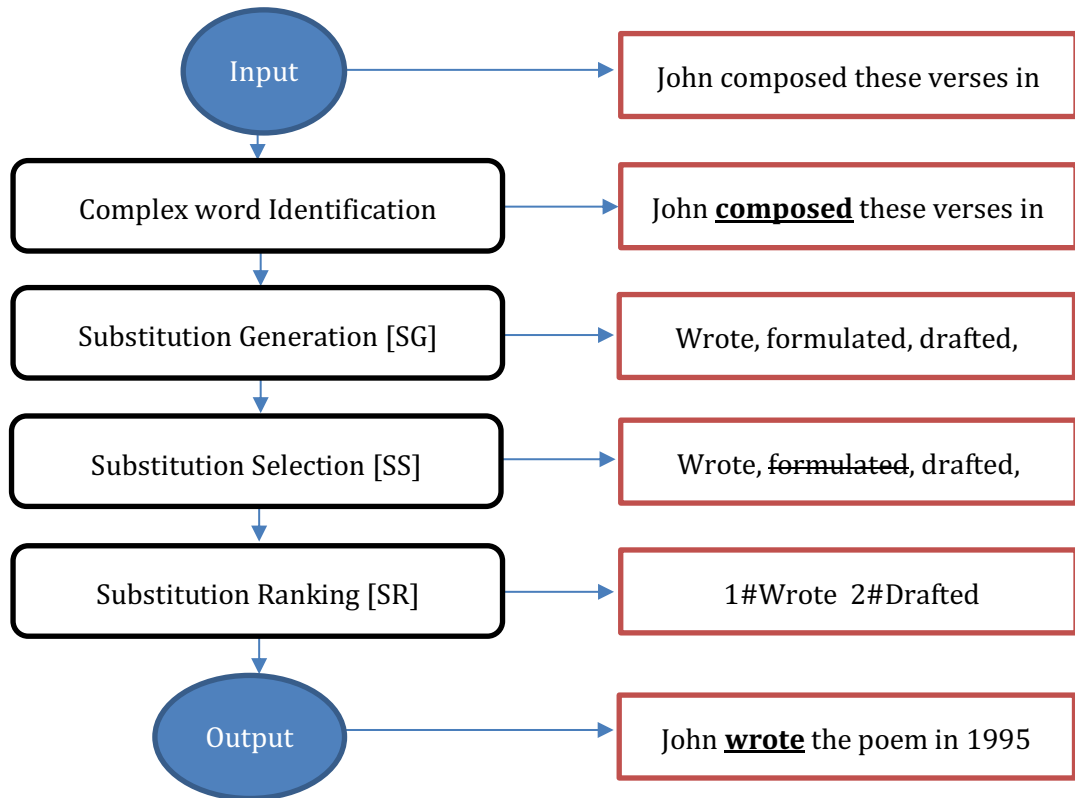 Input
John composed these verses in
Complex word Identification
John composed these verses in
Substitution Generation [SG]
Wrote, formulated, drafted,
Substitution Selection [SS]
Wrote, formulated, drafted,
Substitution Ranking [SR]
1#Wrote 2#Drafted
Output
John wrote the poem in 1995